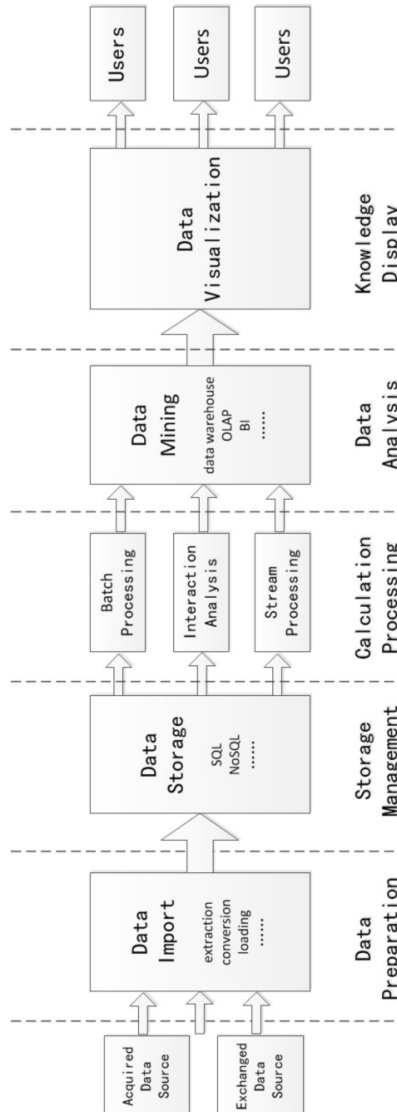 Acquired
Data
Source
Exchanged
Data
Source
Data
Import
extraction
conversion
loading
......
Data
Preparation
Data
Storage
SQL
NoSQL
......
Storage
Management
Batch
Processing
Interaction
Analysis
Stream
Processing
Calculation
Processing
Data
Mining
data warehouse
OLAP
BI
......
Data
Analysis
Data
Visualization
Knowledge
Display
Users
Users
Users